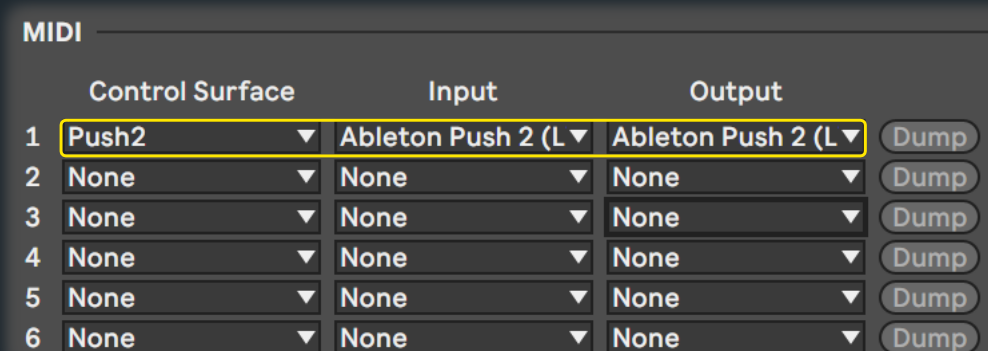 MIDI
Control Surface Input Output
1 Push2 Ableton Push 2 (L Ableton Push 2 (L Dump
2 None None None Dump
3 None None None Dump
4 None None None Dump
5 None None None Dump
6 None None None Dump